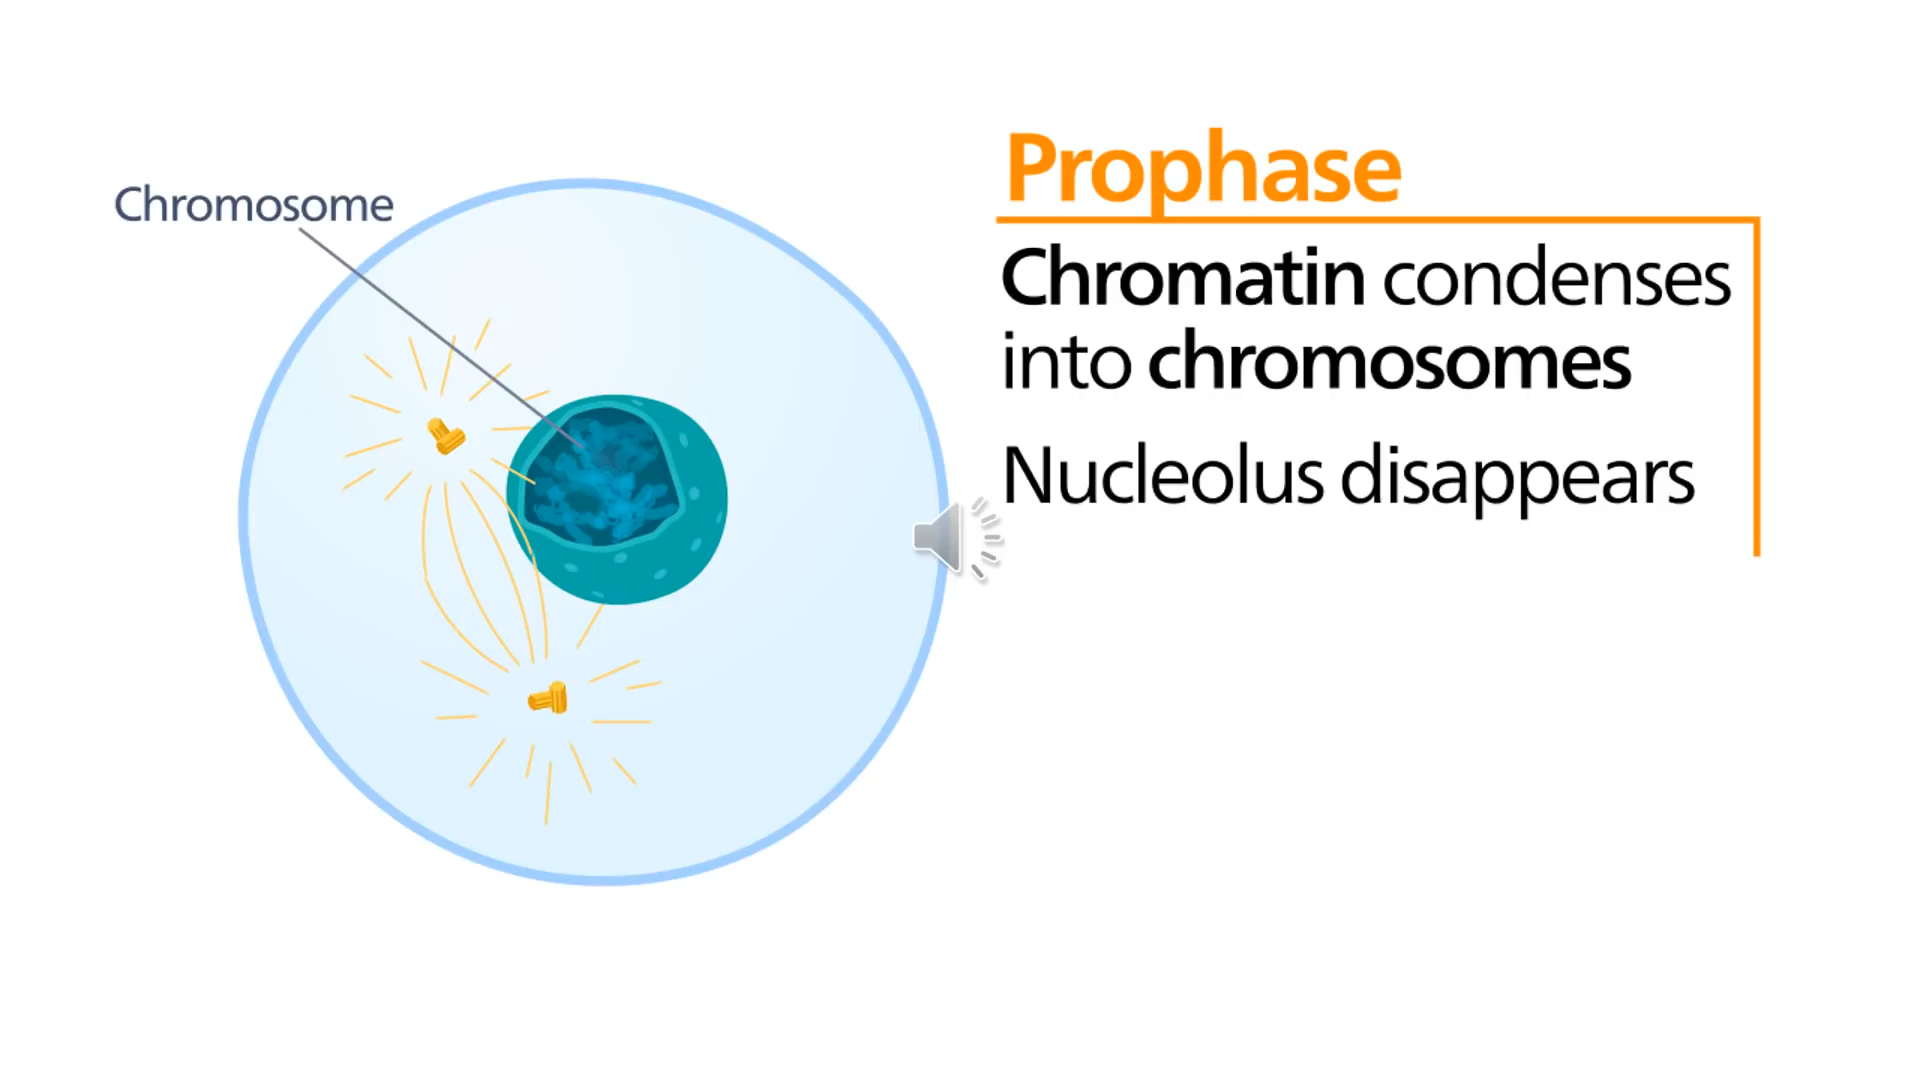 Chromosome
Prophase
Chromatin condenses
into chromosomes
Nucleolus disappears